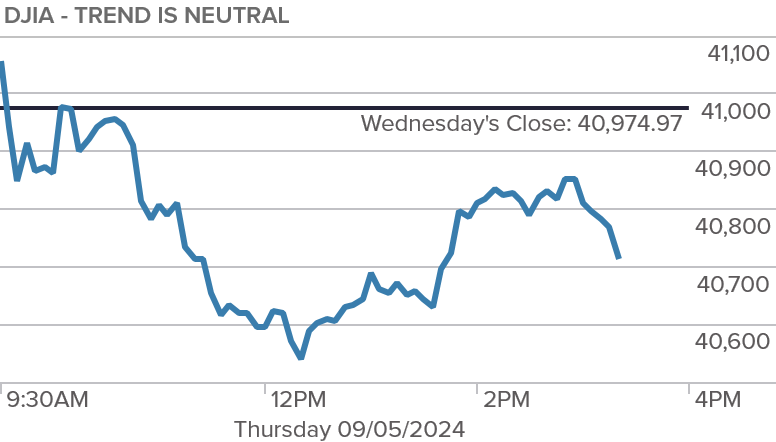 DJIA - TREND IS NEUTRAL
41,100
41,000
Wednesday's Close: 40,974.97
40,900
40,800
40,700
40,600
9:30AM 12PM 2PM 4PM
Thursday 09/05/2024